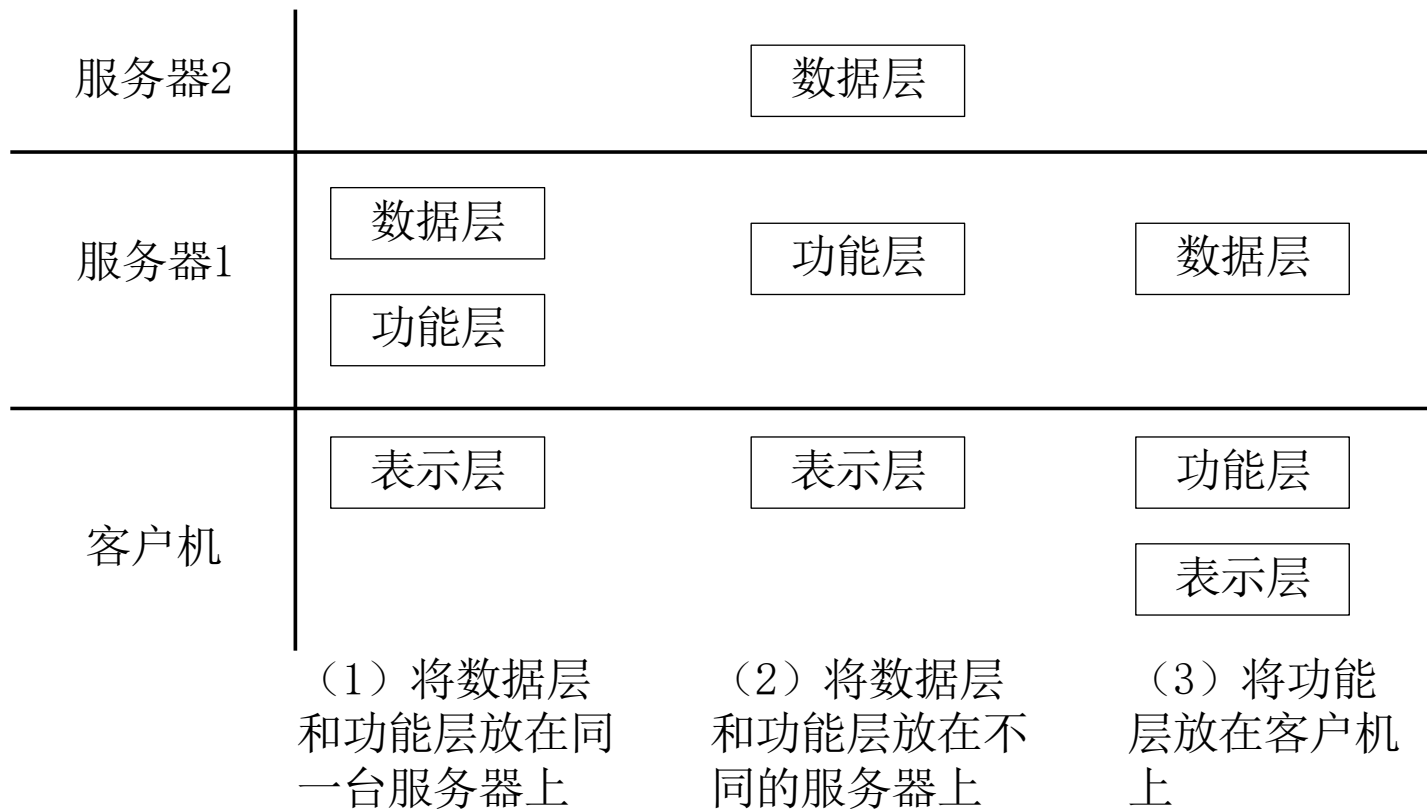 服务器2
数据层
服务器1
数据层
功能层
功能层
数据层
客户机
表示层
表示层
功能层
表示层
（1）将数据层
和功能层放在同
一台服务器上
（2）将数据层
和功能层放在不
同的服务器上
（3）将功能
层放在客户机
上